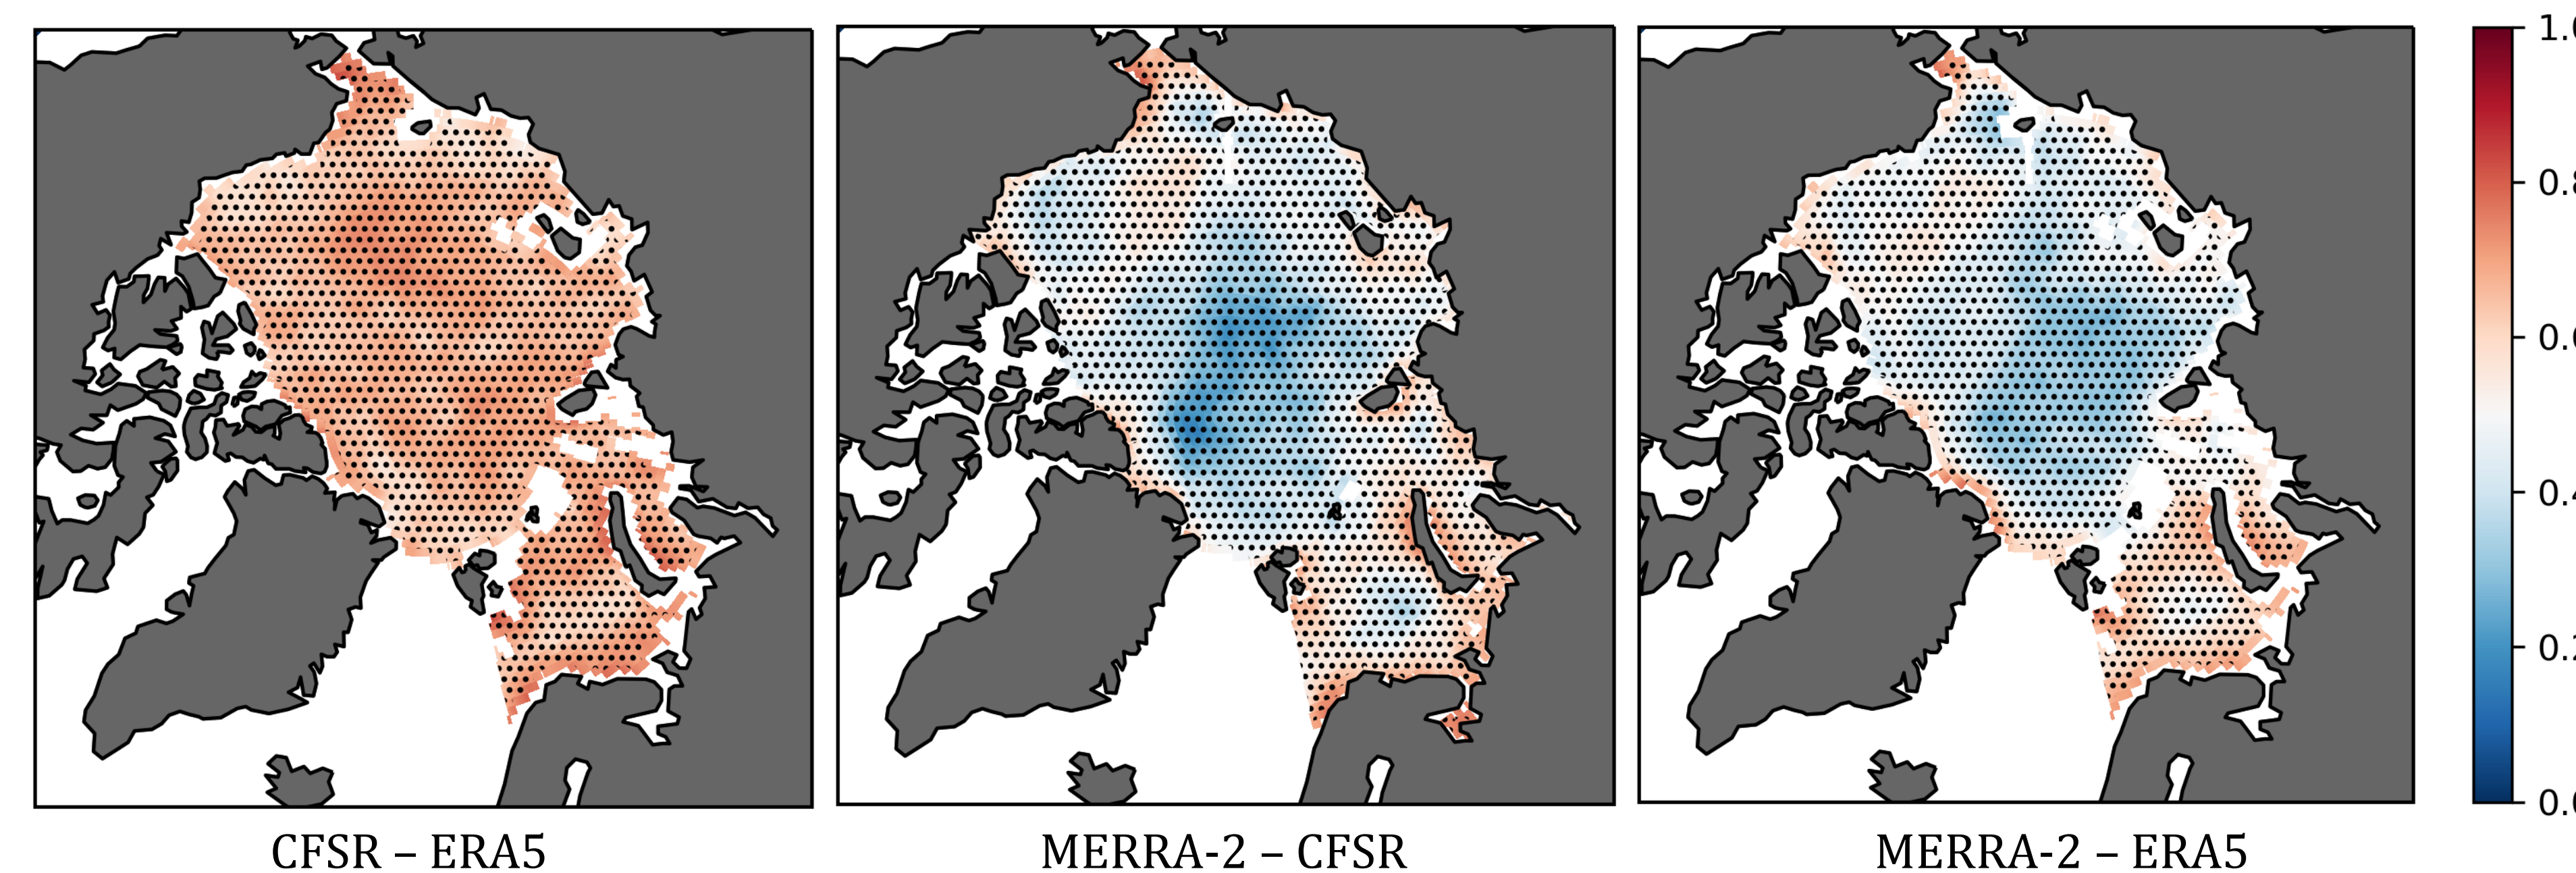 CFSR – ERA5
MERRA-2 – CFSR
MERRA-2 – ERA5